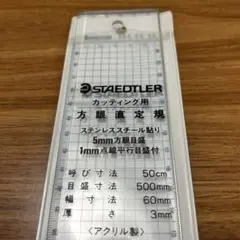 STAEDTLER
カッティング用
方眼直定規
ステンレススチール貼り
5mm方眼目盛
1mm点線平行目盛付
呼び寸法 50cm
目盛寸法 500mm
幅寸法 60mm
厚さ 3mm
〈アクリル製〉